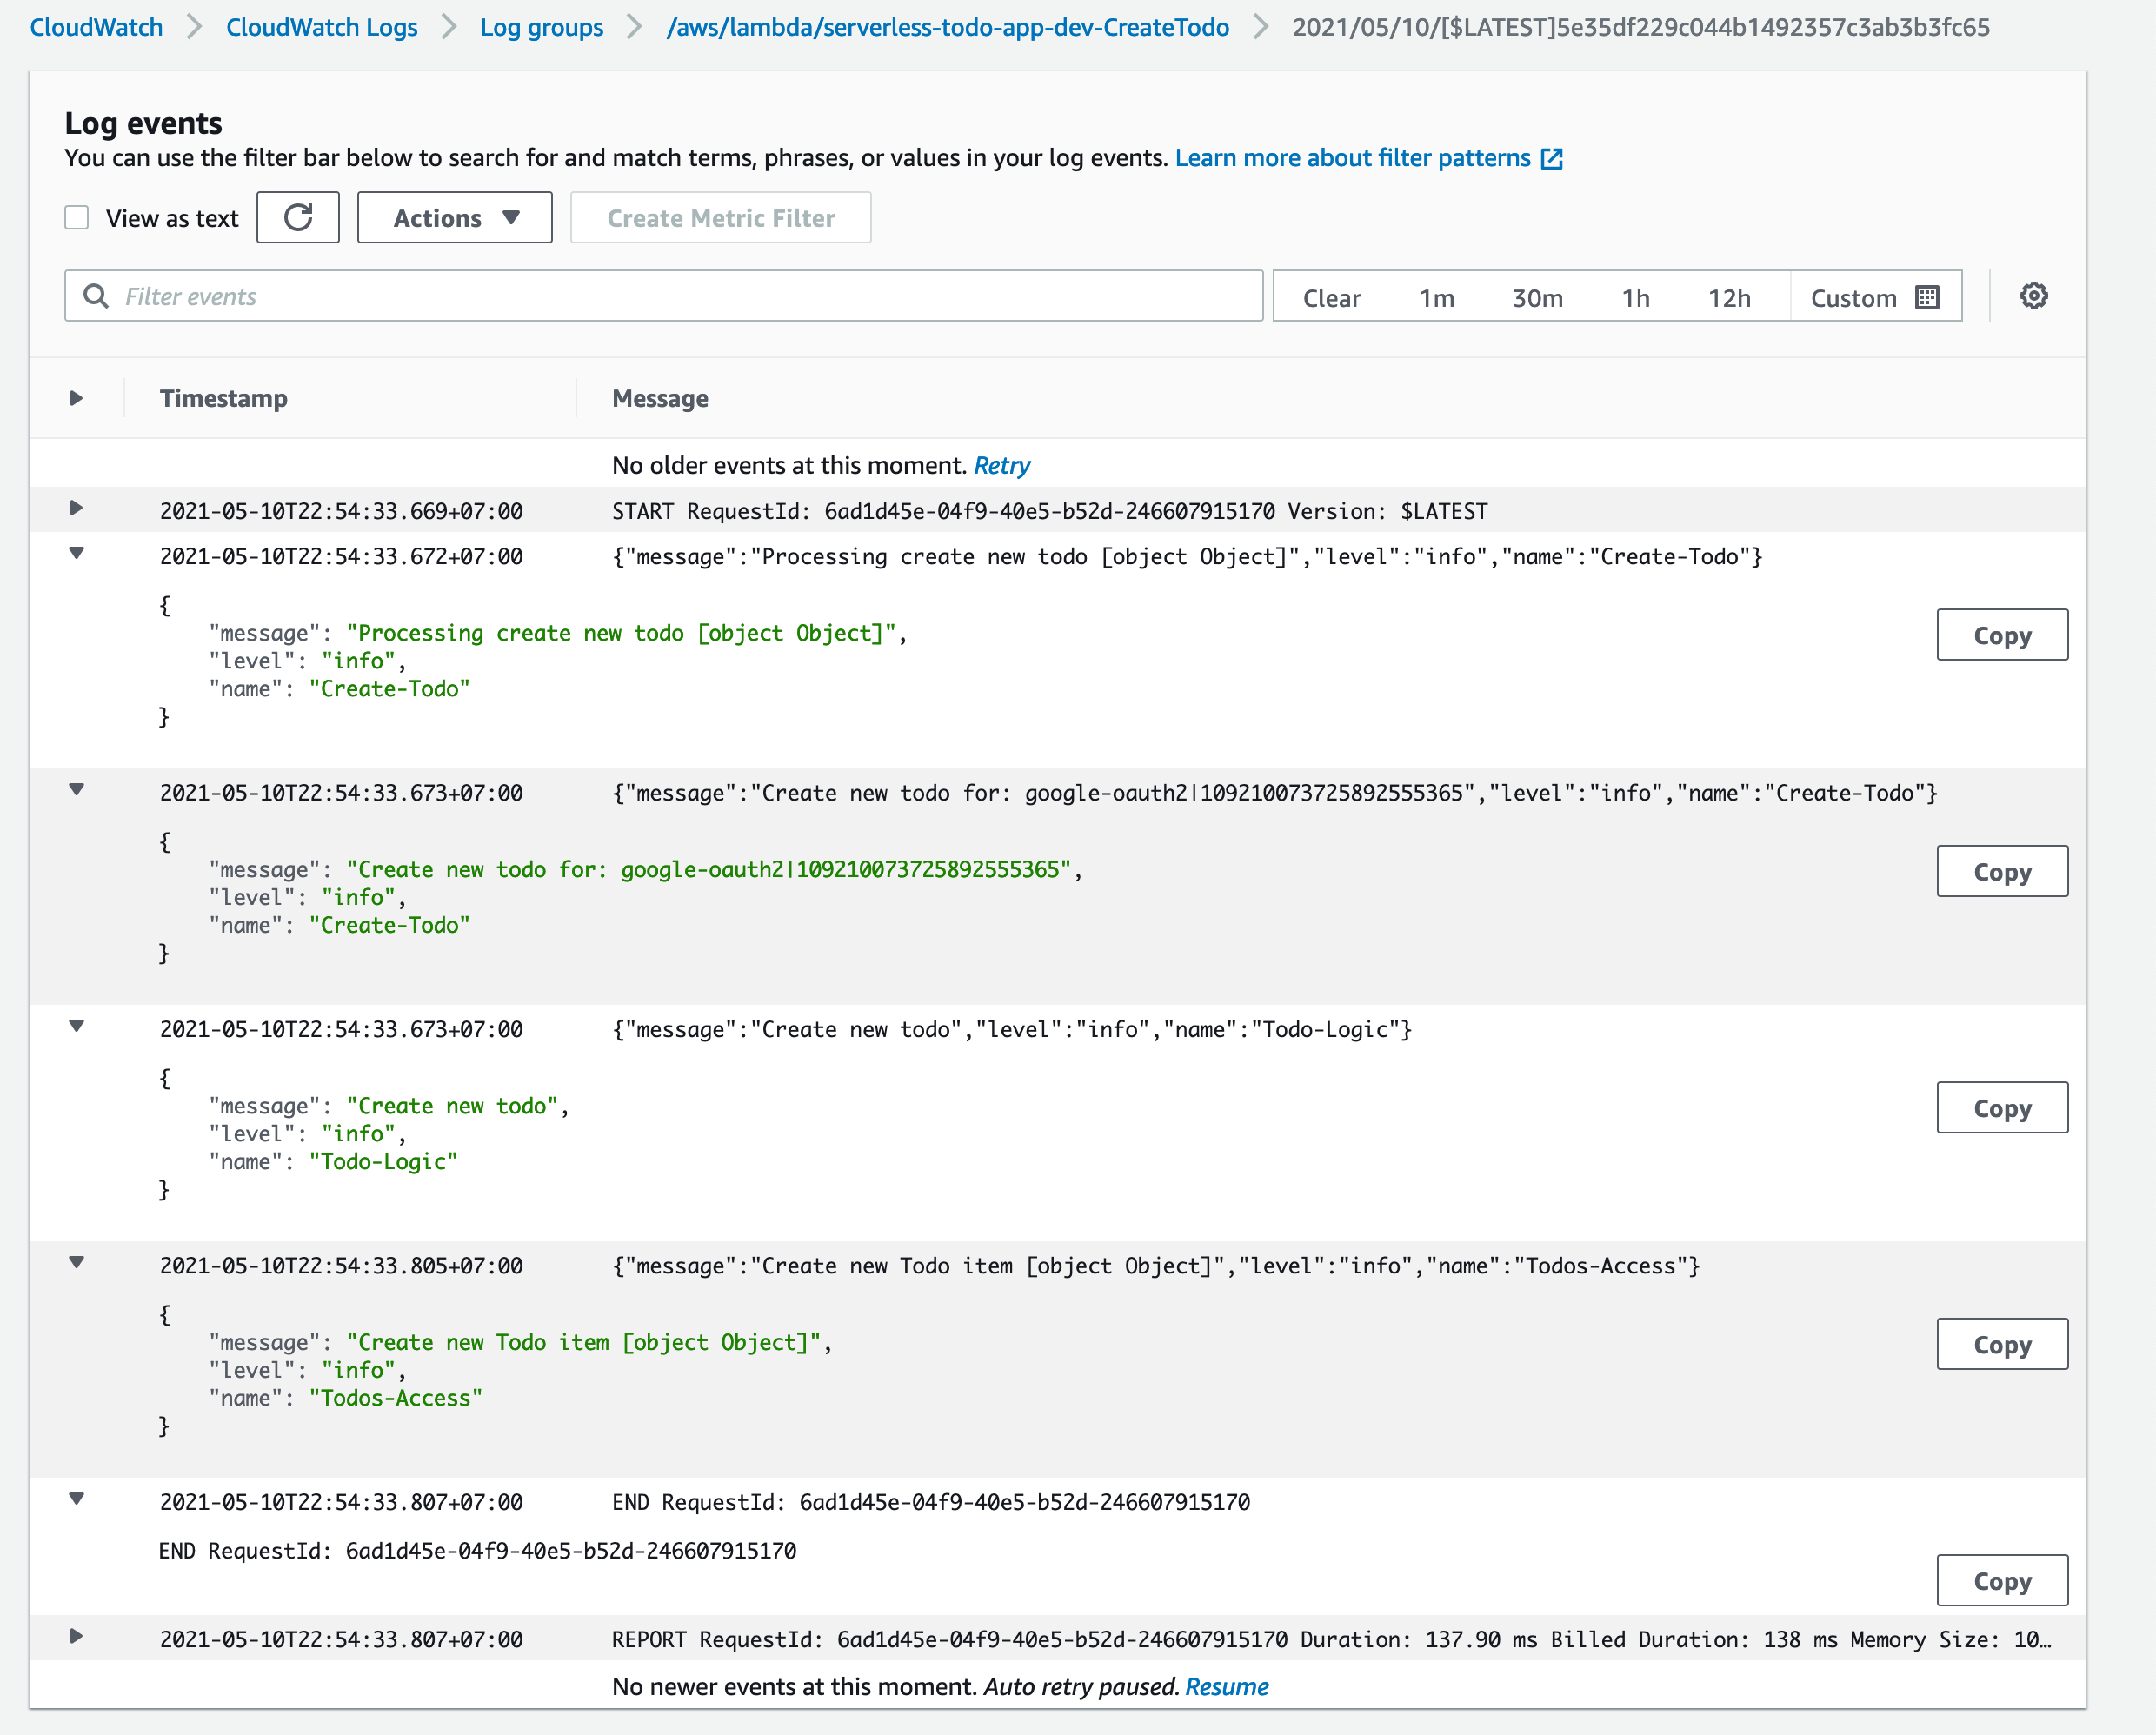 CloudWatch > CloudWatch Logs > Log groups > /aws/lambda/serverless-todo-app-dev-CreateTodo > 2021/05/10/[$LATEST]5e35df229c044b1492357c3ab3b3fc65
Log events
You can use the filter bar below to search for and match terms, phrases, or values in your log events. Learn more about filter patterns
View as text Actions Create Metric Filter
Filter events Clear 1m 30m 1h 12h Custom
Timestamp Message
No older events at this moment. Retry
2021-05-10T22:54:33.669+07:00 START RequestId: 6ad1d45e-04f9-40e5-b52d-246607915170 Version: $LATEST
2021-05-10T22:54:33.672+07:00 {"message":"Processing create new todo [object Object]","level":"info","name":"Create-Todo"}
{
"message": "Processing create new todo [object Object]",
Copy
"level": "info",
"name": "Create-Todo"
}
2021-05-10T22:54:33.673+07:00 {"message":"Create new todo for: google-oauth2|109210073725892555365","level":"info","name":"Create-Todo"}
{
"message": "Create new todo for: google-oauth2|109210073725892555365",
Copy
"level": "info",
"name": "Create-Todo"
}
2021-05-10T22:54:33.673+07:00 {"message":"Create new todo","level":"info","name":"Todo-Logic"}
{
"message": "Create new todo",
Copy
"level": "info",
"name": "Todo-Logic"
}
2021-05-10T22:54:33.805+07:00 {"message":"Create new Todo item [object Object]","level":"info","name":"Todos-Access"}
{
"message": "Create new Todo item [object Object]",
Copy
"level": "info",
"name": "Todos-Access"
}
2021-05-10T22:54:33.807+07:00 END RequestId: 6ad1d45e-04f9-40e5-b52d-246607915170
END RequestId: 6ad1d45e-04f9-40e5-b52d-246607915170
Copy
2021-05-10T22:54:33.807+07:00 REPORT RequestId: 6ad1d45e-04f9-40e5-b52d-246607915170 Duration: 137.90 ms Billed Duration: 138 ms Memory Size: 10…
No newer events at this moment. Auto retry paused. Resume